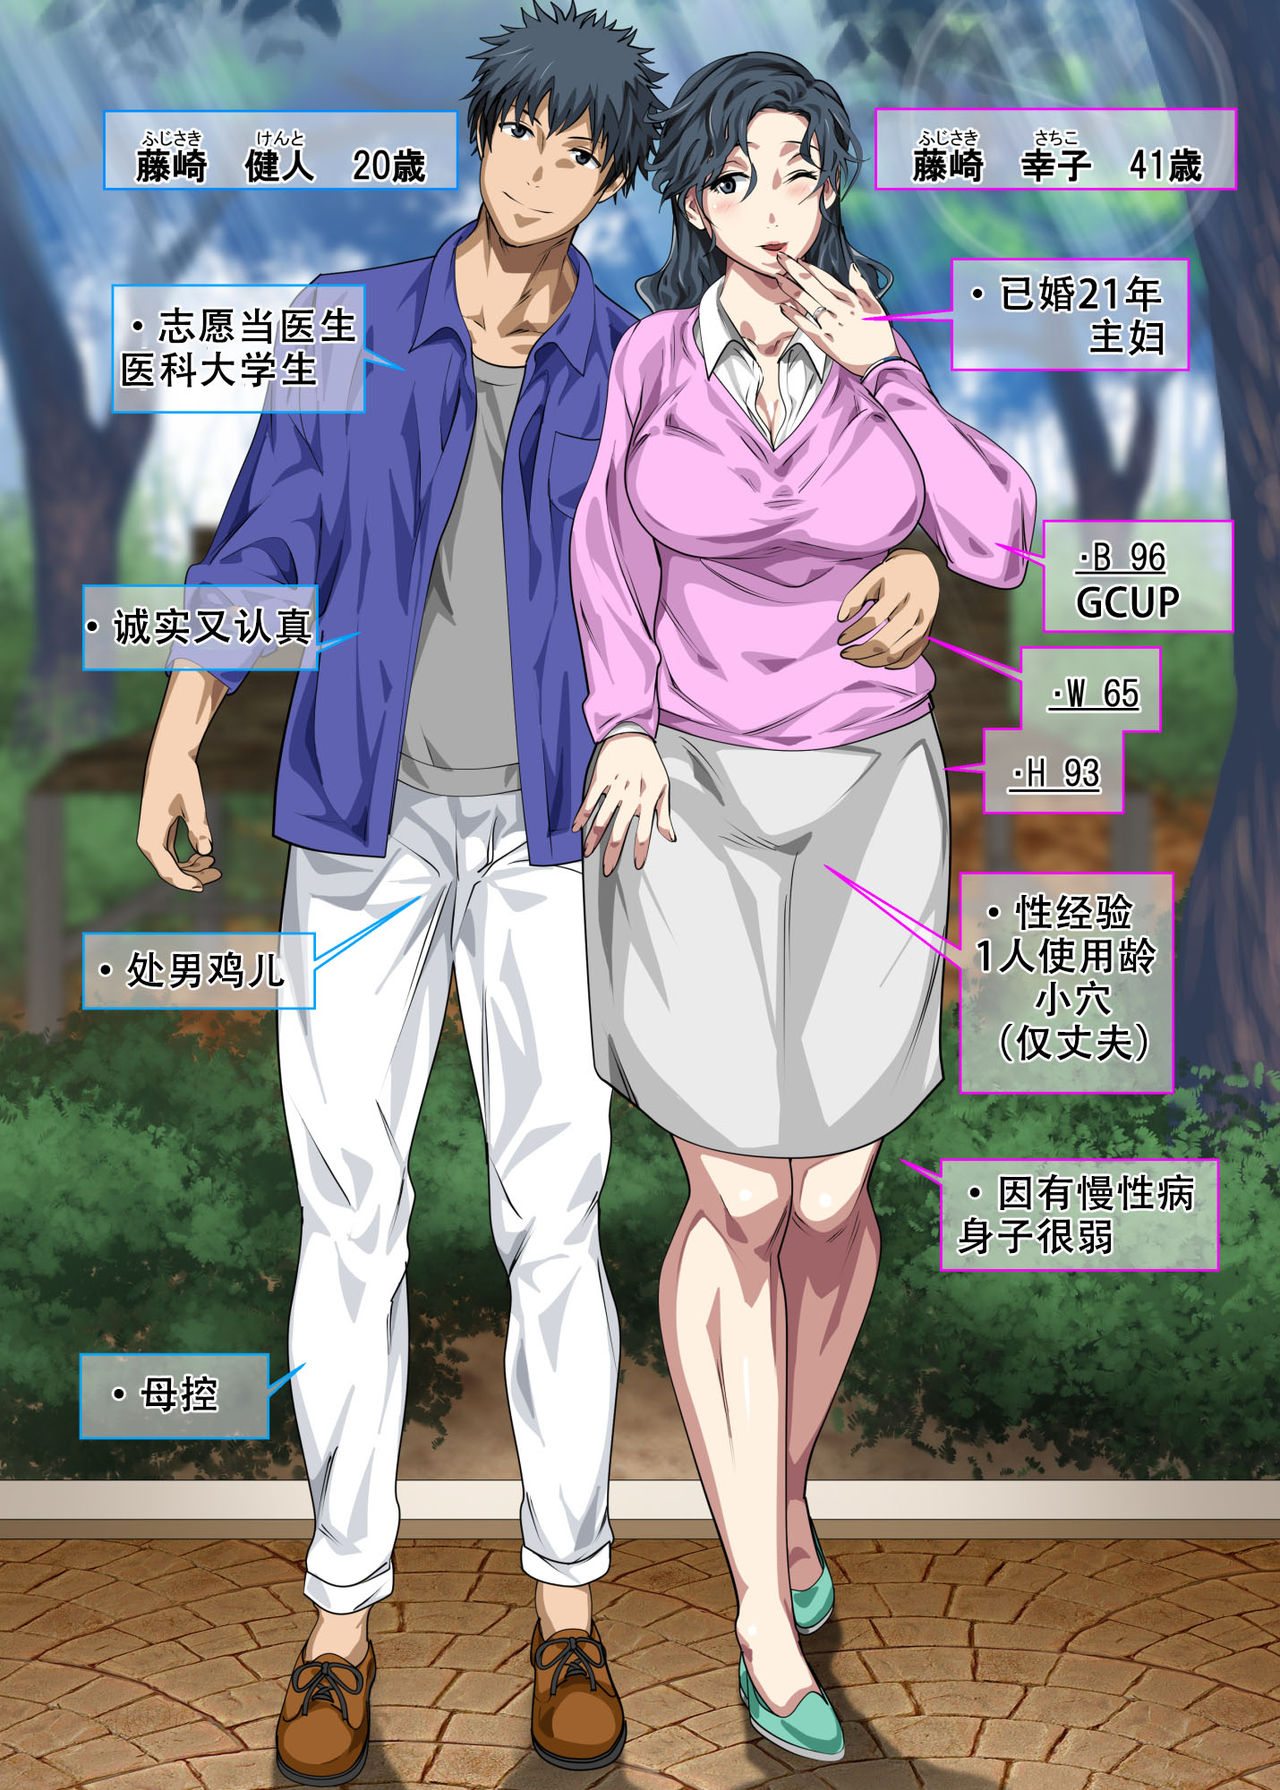 ふじさき けんと
藤崎 健人 20歳
・志愿当医生
医科大学生
・诚实又认真
・处男鸡儿
・母控
ふじさき さちこ
藤崎 幸子 41歳
・已婚21年
主妇
·B 96
GCUP
·W 65
·H 93
・性经验
1人使用龄
小穴
（仅丈夫）
・因有慢性病
身子很弱